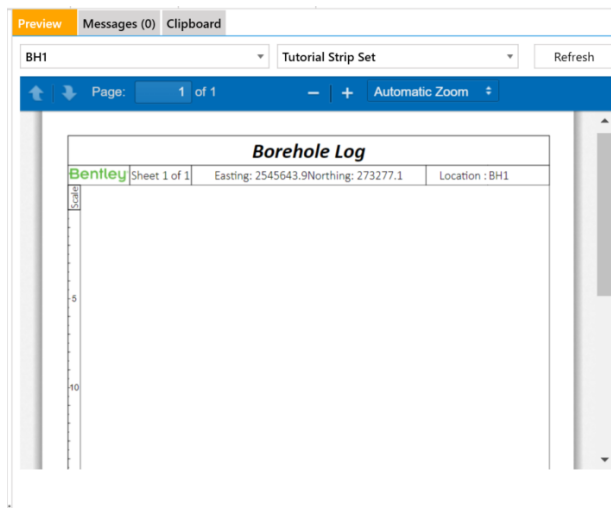 Preview Messages (0) Clipboard
BH1 Tutorial Strip Set Refresh
Page: 1 of 1 Automatic Zoom
Borehole Log
Bentley Sheet 1 of 1 Easting: 2545643.9Northing: 273277.1 Location : BH1
Scale
5
10